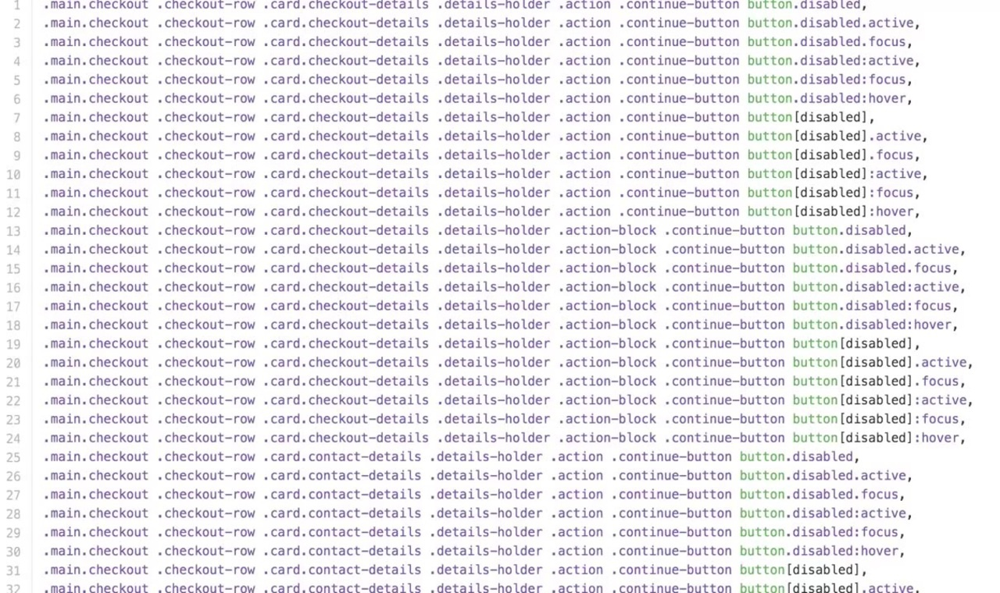 1 .main.checkout .checkout-row .card.checkout-details .details-holder .action .continue-button button.disabled,
2 .main.checkout .checkout-row .card.checkout-details .details-holder .action .continue-button button.disabled.active,
3 .main.checkout .checkout-row .card.checkout-details .details-holder .action .continue-button button.disabled.focus,
4 .main.checkout .checkout-row .card.checkout-details .details-holder .action .continue-button button.disabled:active,
5 .main.checkout .checkout-row .card.checkout-details .details-holder .action .continue-button button.disabled:focus,
6 .main.checkout .checkout-row .card.checkout-details .details-holder .action .continue-button button.disabled:hover,
7 .main.checkout .checkout-row .card.checkout-details .details-holder .action .continue-button button[disabled],
8 .main.checkout .checkout-row .card.checkout-details .details-holder .action .continue-button button[disabled].active,
9 .main.checkout .checkout-row .card.checkout-details .details-holder .action .continue-button button[disabled].focus,
10 .main.checkout .checkout-row .card.checkout-details .details-holder .action .continue-button button[disabled]:active,
11 .main.checkout .checkout-row .card.checkout-details .details-holder .action .continue-button button[disabled]:focus,
12 .main.checkout .checkout-row .card.checkout-details .details-holder .action .continue-button button[disabled]:hover,
13 .main.checkout .checkout-row .card.checkout-details .details-holder .action-block .continue-button button.disabled,
14 .main.checkout .checkout-row .card.checkout-details .details-holder .action-block .continue-button button.disabled.active,
15 .main.checkout .checkout-row .card.checkout-details .details-holder .action-block .continue-button button.disabled.focus,
16 .main.checkout .checkout-row .card.checkout-details .details-holder .action-block .continue-button button.disabled:active,
17 .main.checkout .checkout-row .card.checkout-details .details-holder .action-block .continue-button button.disabled:focus,
18 .main.checkout .checkout-row .card.checkout-details .details-holder .action-block .continue-button button.disabled:hover,
19 .main.checkout .checkout-row .card.checkout-details .details-holder .action-block .continue-button button[disabled],
20 .main.checkout .checkout-row .card.checkout-details .details-holder .action-block .continue-button button[disabled].active,
21 .main.checkout .checkout-row .card.checkout-details .details-holder .action-block .continue-button button[disabled].focus,
22 .main.checkout .checkout-row .card.checkout-details .details-holder .action-block .continue-button button[disabled]:active,
23 .main.checkout .checkout-row .card.checkout-details .details-holder .action-block .continue-button button[disabled]:focus,
24 .main.checkout .checkout-row .card.checkout-details .details-holder .action-block .continue-button button[disabled]:hover,
25 .main.checkout .checkout-row .card.contact-details .details-holder .action .continue-button button.disabled,
26 .main.checkout .checkout-row .card.contact-details .details-holder .action .continue-button button.disabled.active,
27 .main.checkout .checkout-row .card.contact-details .details-holder .action .continue-button button.disabled.focus,
28 .main.checkout .checkout-row .card.contact-details .details-holder .action .continue-button button.disabled:active,
29 .main.checkout .checkout-row .card.contact-details .details-holder .action .continue-button button.disabled:focus,
30 .main.checkout .checkout-row .card.contact-details .details-holder .action .continue-button button.disabled:hover,
31 .main.checkout .checkout-row .card.contact-details .details-holder .action .continue-button button[disabled],
32 .main.checkout .checkout-row .card.contact-details .details-holder .action .continue-button button[disabled].active,